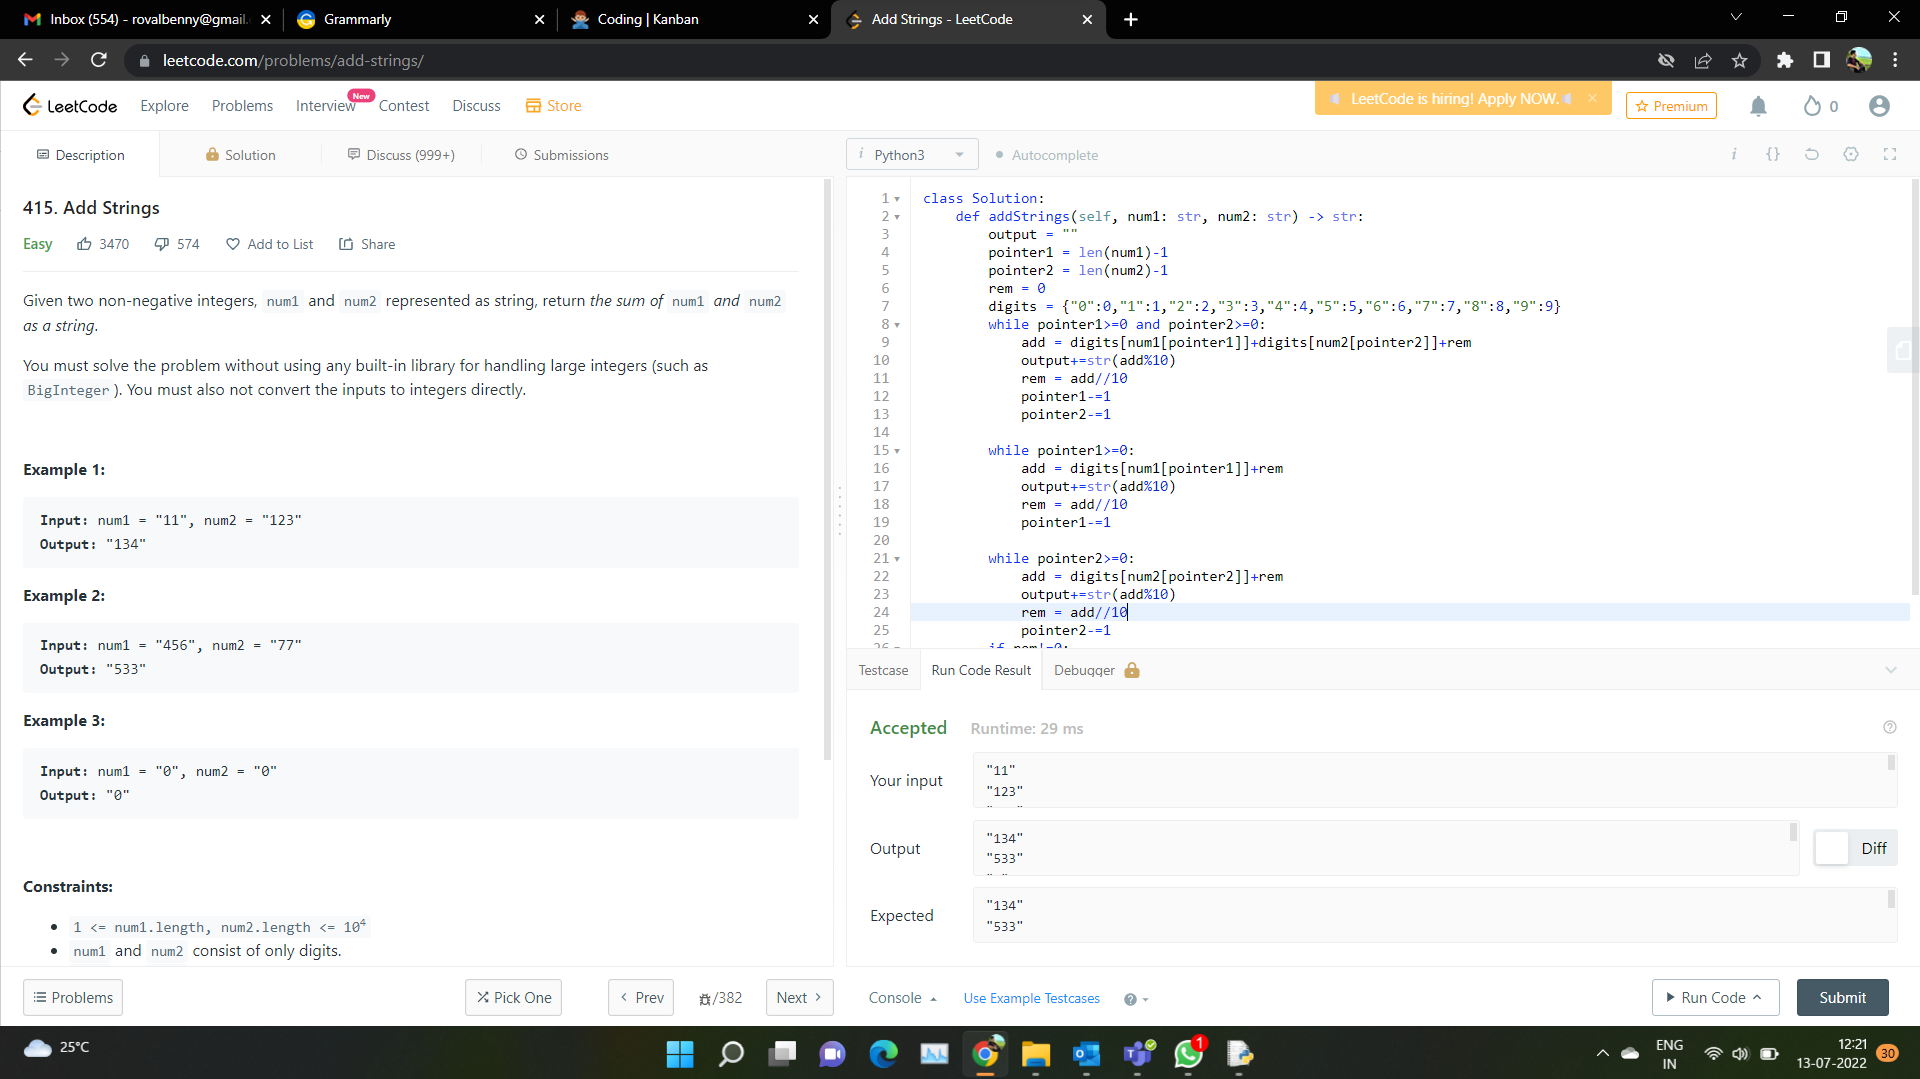 Inbox (554) - rovalbenny@gmail.
Grammarly
Coding | Kanban
Add Strings - LeetCode
leetcode.com/problems/add-strings/
LeetCode
Explore
Problems
Interview
New
Contest
Discuss
Store
LeetCode is hiring! Apply NOW.
Premium
0
Description
Solution
Discuss (999+)
Submissions
i Python3
Autocomplete
415. Add Strings
Easy 3470 574 Add to List Share
Given two non-negative integers, num1 and num2 represented as string, return the sum of num1 and num2
as a string.
You must solve the problem without using any built-in library for handling large integers (such as
BigInteger ). You must also not convert the inputs to integers directly.
Example 1:
Input: num1 = "11", num2 = "123"
Output: "134"
Example 2:
Input: num1 = "456", num2 = "77"
Output: "533"
Example 3:
Input: num1 = "0", num2 = "0"
Output: "0"
Constraints:
1 <= num1.length, num2.length <= 10⁴
num1 and num2 consist of only digits.
Problems
Pick One
Prev
/382
Next
1 class Solution:
2 def addStrings(self, num1: str, num2: str) -> str:
3 output = ""
4 pointer1 = len(num1)-1
5 pointer2 = len(num2)-1
6 rem = 0
7 digits = {"0":0,"1":1,"2":2,"3":3,"4":4,"5":5,"6":6,"7":7,"8":8,"9":9}
8 while pointer1>=0 and pointer2>=0:
9 add = digits[num1[pointer1]]+digits[num2[pointer2]]+rem
10 output+=str(add%10)
11 rem = add//10
12 pointer1-=1
13 pointer2-=1
14
15 while pointer1>=0:
16 add = digits[num1[pointer1]]+rem
17 output+=str(add%10)
18 rem = add//10
19 pointer1-=1
20
21 while pointer2>=0:
22 add = digits[num2[pointer2]]+rem
23 output+=str(add%10)
24 rem = add//10
25 pointer2-=1
26 if rem!=0:
Testcase
Run Code Result
Debugger
Accepted
Runtime: 29 ms
Your input
"11"
"123"
Output
"134"
"533"
Diff
Expected
"134"
"533"
Console
Use Example Testcases
Run Code
Submit
25°C
1
ENG
IN
12:21
13-07-2022
30